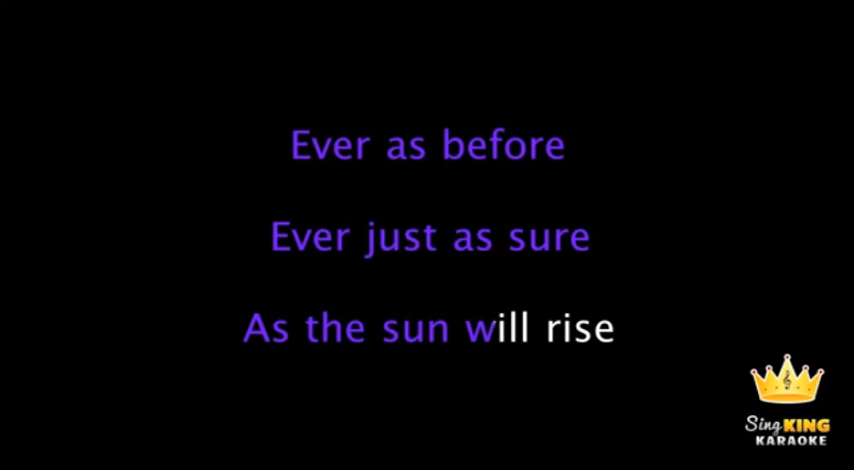 Ever as before
Ever just as sure
As the sun will rise
Sing KING
KARAOKE